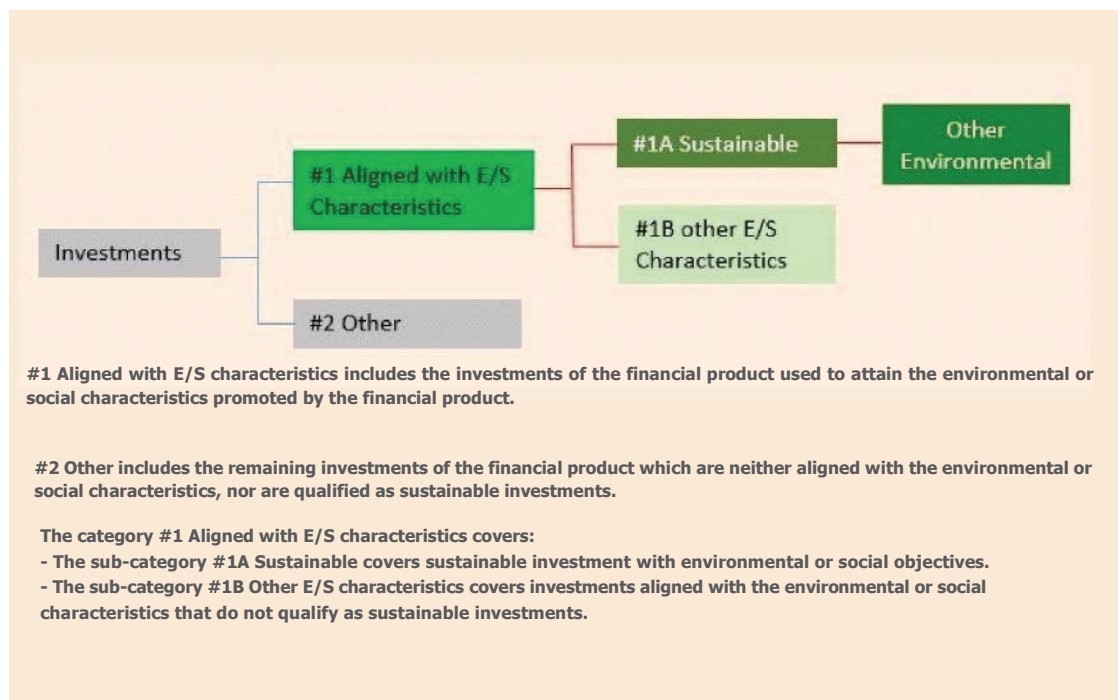 Other
Environmental
#1A Sustainable
#1 Aligned with E/S
Characteristics
#1B other E/S
Characteristics
Investments
#2 Other
#1 Aligned with E/S characteristics includes the investments of the financial product used to attain the environmental or
social characteristics promoted by the financial product.
#2 Other includes the remaining investments of the financial product which are neither aligned with the environmental or
social characteristics, nor are qualified as sustainable investments.
The category #1 Aligned with E/S characteristics covers:
- The sub-category #1A Sustainable covers sustainable investment with environmental or social objectives.
- The sub-category #1B Other E/S characteristics covers investments aligned with the environmental or social
characteristics that do not qualify as sustainable investments.